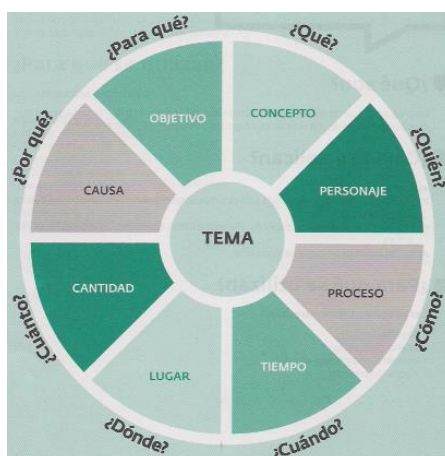 ¿Qué?
CONCEPTO
¿Quién?
PERSONAJE
¿Cómo?
PROCESO
¿Cuándo?
TIEMPO
¿Dónde?
LUGAR
¿Cuánto?
CANTIDAD
¿Por qué?
CAUSA
¿Para qué?
OBJETIVO
TEMA